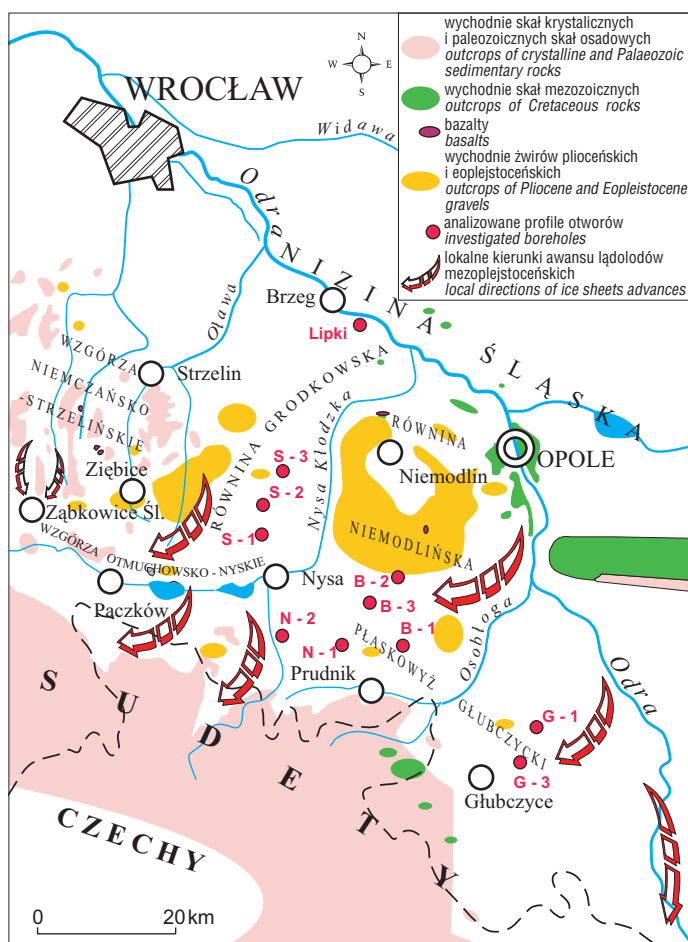 wychodnie skał krystalicznych
i paleozoicznych skał osadowych
outcrops of crystalline and Palaeozoic
sedimentary rocks
wychodnie skał mezozoicznych
outcrops of Cretaceous rocks
bazalty
basalts
wychodnie żwirów plioceńskich
i eoplejstoceńskich
outcrops of Pliocene and Eopleistocene
gravels
analizowane profile otworów
investigated boreholes
lokalne kierunki awansu lądolodów
mezoplejstoceńskich
local directions of ice sheets advances
N
W E
S
WROCŁAW
Widawa
Odra
NIZINA ŚLĄSKA
Brzeg
Lipki
Oława
WZGÓRZA
NIEMCZAŃSKO
-STRZELIŃSKIE
Strzelin
RÓWNINA GRODKOWSKA
Nysa Kłodzka
RÓWNINA
NIEMODLIŃSKA
Niemodlin
OPOLE
S - 3
S - 2
S - 1
Ziębice
Ząbkowice Śl.
WZGÓRZA OTMUCHOWSKO-NYSKIE
Nysa
Paczków
B - 2
B - 3
B - 1
N - 2
N - 1
Prudnik
PŁASKOWYŻ
GŁUBCZYCKI
Osobłoga
Odra
G - 1
G - 3
Głubczyce
SUDETY
CZECHY
0 20 km